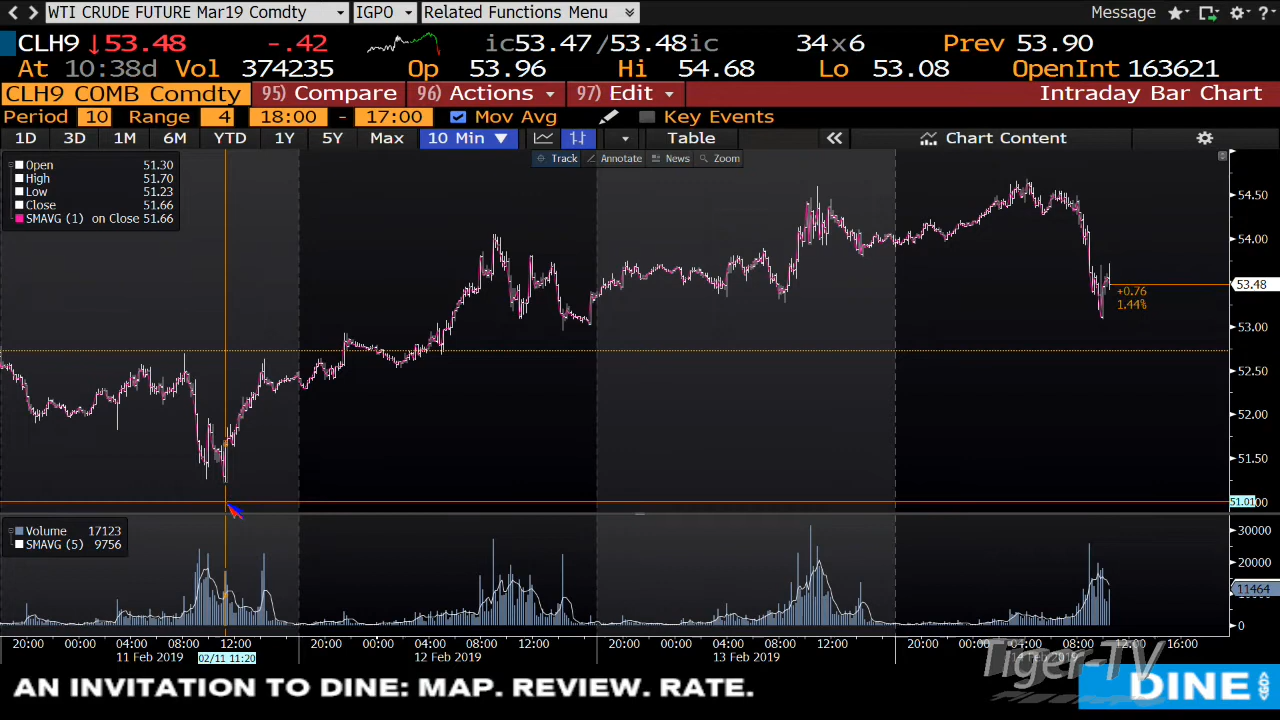 WTI CRUDE FUTURE Mar19 Comdty IGPO Related Functions Menu Message ?
CLH9 ↓53.48 -.42 ic53.47/53.48ic 34x6 Prev 53.90
At 10:38d Vol 374235 Op 53.96 Hi 54.68 Lo 53.08 OpenInt 163621
CLH9 COMB Comdty 95) Compare 96) Actions 97) Edit Intraday Bar Chart
Period 10 Range 4 18:00 - 17:00 Mov Avg Key Events
1D 3D 1M 6M YTD 1Y 5Y Max 10 Min ▼ Table « Chart Content
Track Annotate News Zoom
Open 51.30
High 51.70
Low 51.23
Close 51.66
SMAVG (1) on Close 51.66
54.50
54.00
53.48
+0.76
1.44%
53.00
52.50
52.00
51.50
51.01 00
Volume 17123
SMAVG (5) 9756
30000
20000
11464
0
20:00 00:00 04:00 08:00 12:00 20:00 00:00 04:00 08:00 12:00 20:00 00:00 04:00 08:00 12:00 20:00 00:00 04:00 08:00 12:00 16:00
11 Feb 2019 02/11 11:20 12 Feb 2019 13 Feb 2019 14 Feb 2019
Tiger-TV
AN INVITATION TO DINE: MAP. REVIEW. RATE.
DINE